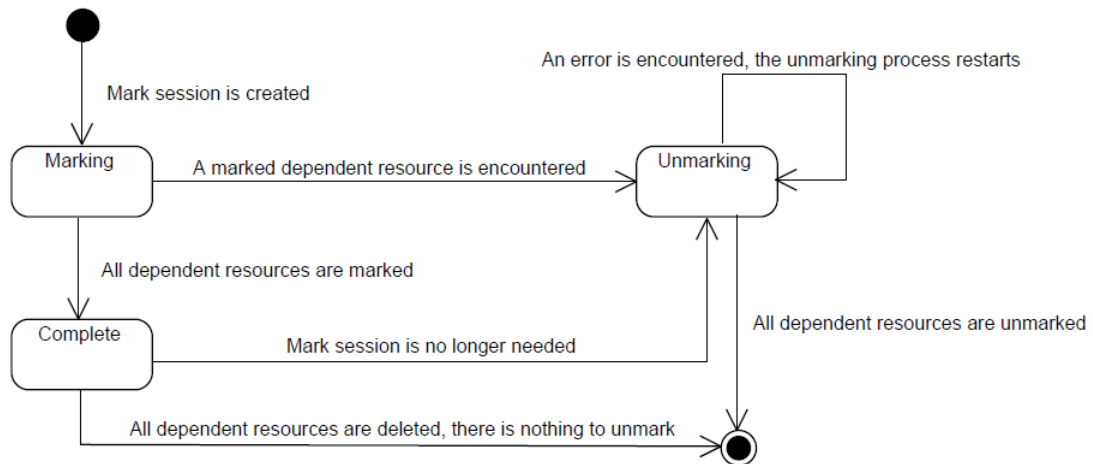 An error is encountered, the unmarking process restarts
Mark session is created
Marking
A marked dependent resource is encountered
Unmarking
All dependent resources are marked
Complete
Mark session is no longer needed
All dependent resources are unmarked
All dependent resources are deleted, there is nothing to unmark